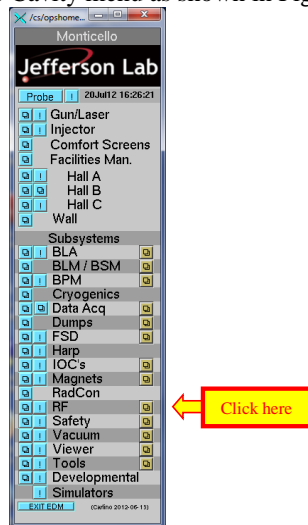 Cavity menu as shown in Fig
/cs/opshome...
Monticello
Jefferson Lab
Probe ! 20Jul12 16:26:21
! Gun/Laser
! Injector
Comfort Screens
Facilities Man.
! Hall A
Hall B
! Hall C
Wall
Subsystems
! BLA
BLM / BSM
! BPM
Cryogenics
Data Acq
Dumps
! FSD
! Harp
! IOC's
! Magnets
RadCon
! RF
Click here
! Safety
! Vacuum
! Viewer
! Tools
! Developmental
! Simulators
EXIT EDM (Carlino 2012-06-13)